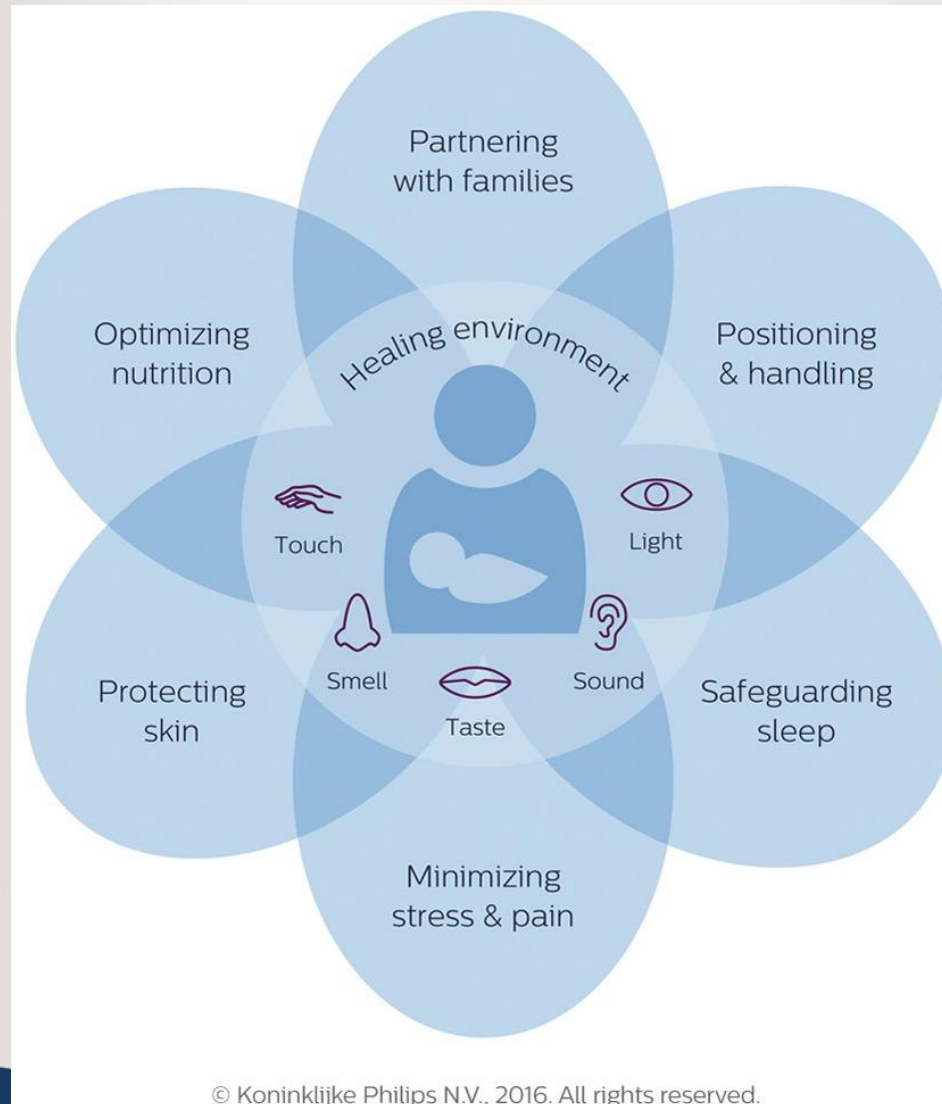 Partnering
with families
Optimizing
nutrition
Positioning
& handling
Healing environment
Touch
Light
Smell
Taste
Sound
Protecting
skin
Safeguarding
sleep
Minimizing
stress & pain
© Koninklijke Philips N.V., 2016. All rights reserved.